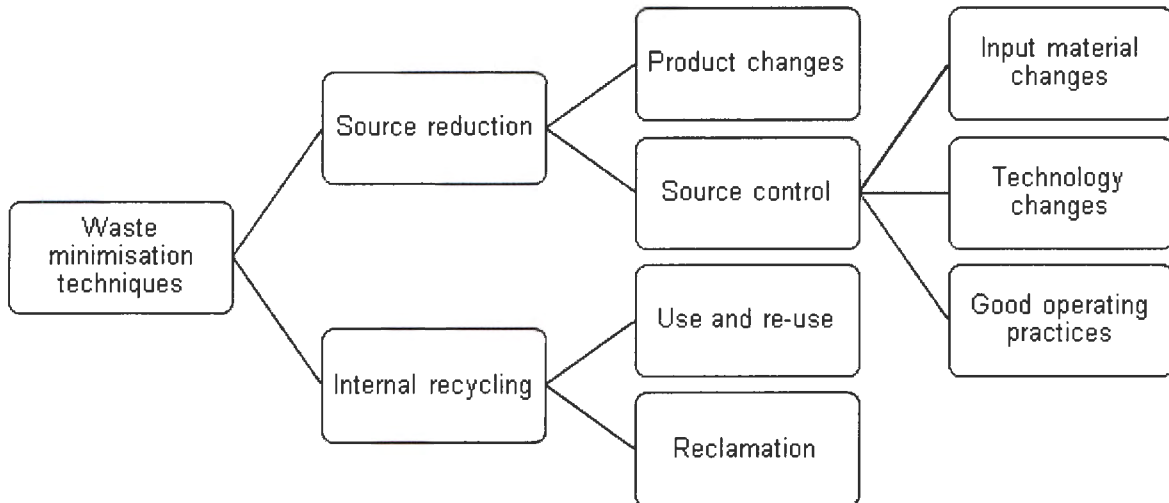 Waste
minimisation
techniques
Source reduction
Internal recycling
Product changes
Source control
Use and re-use
Reclamation
Input material
changes
Technology
changes
Good operating
practices